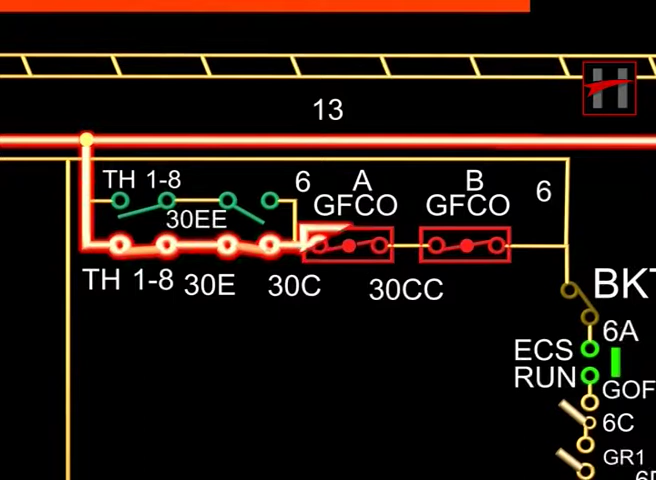 13
TH 1-8
6
A
B
6
GFCO
GFCO
30EE
TH 1-8
30E
30C
30CC
BKT
6A
ECS
RUN
GOF
6C
GR1